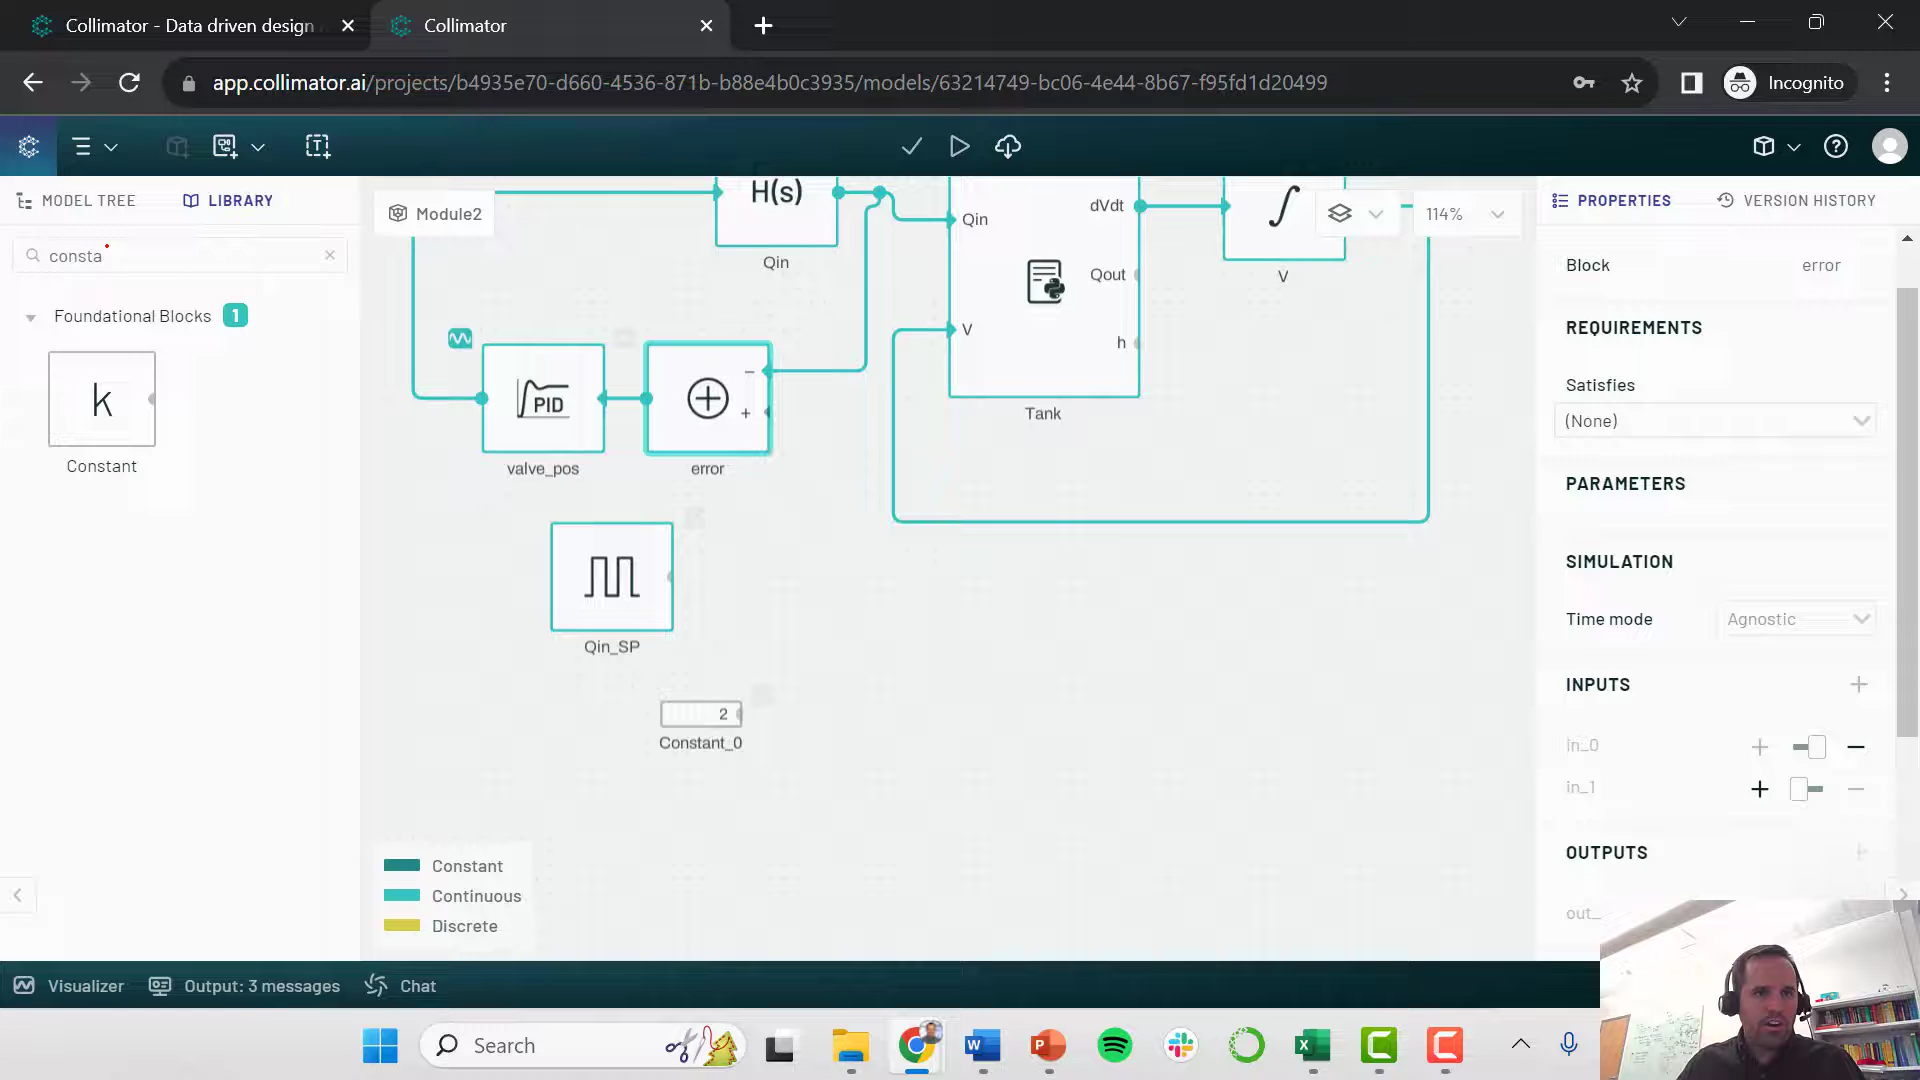 Collimator - Data driven design
Collimator
app.collimator.ai/projects/b4935e70-d660-4536-871b-b88e4b0c3935/models/63214749-bc06-4e44-8b67-f95fd1d20499
Incognito
MODEL TREE
LIBRARY
Module2
114%
PROPERTIES
VERSION HISTORY
consta
Foundational Blocks 1
k
Constant
H(s)
Qin
Qin
V
dVdt
Qout
h
Tank
∫
V
PID
valve_pos
error
Qin_SP
2
Constant_0
Constant
Continuous
Discrete
Block error
REQUIREMENTS
Satisfies
(None)
PARAMETERS
SIMULATION
Time mode Agnostic
INPUTS
in_0
in_1
OUTPUTS
out_
Visualizer
Output: 3 messages
Chat
Search